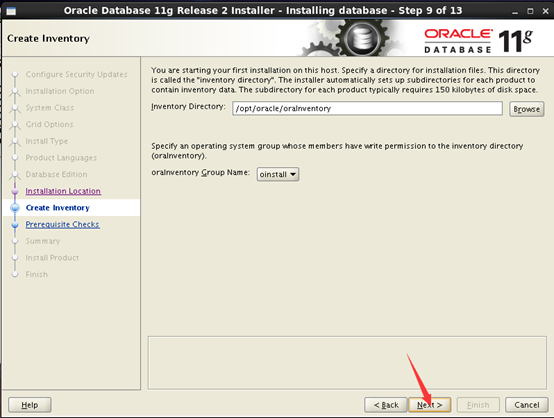 Oracle Database 11g Release 2 Installer - Installing database - Step 9 of 13
Create Inventory
ORACLE
DATABASE
11g
Configure Security Updates
Installation Option
System Class
Grid Options
Install Type
Product Languages
Database Edition
Installation Location
Create Inventory
Prerequisite Checks
Summary
Install Product
Finish
You are starting your first installation on this host. Specify a directory for installation files. This directory
is called the "inventory directory". The installer automatically sets up subdirectories for each product to
contain inventory data. The subdirectory for each product typically requires 150 kilobytes of disk space.
Inventory Directory: /opt/oracle/oraInventory Browse
Specify an operating system group whose members have write permission to the inventory directory
(oraInventory).
oraInventory Group Name: oinstall
Help < Back Next > Finish Cancel